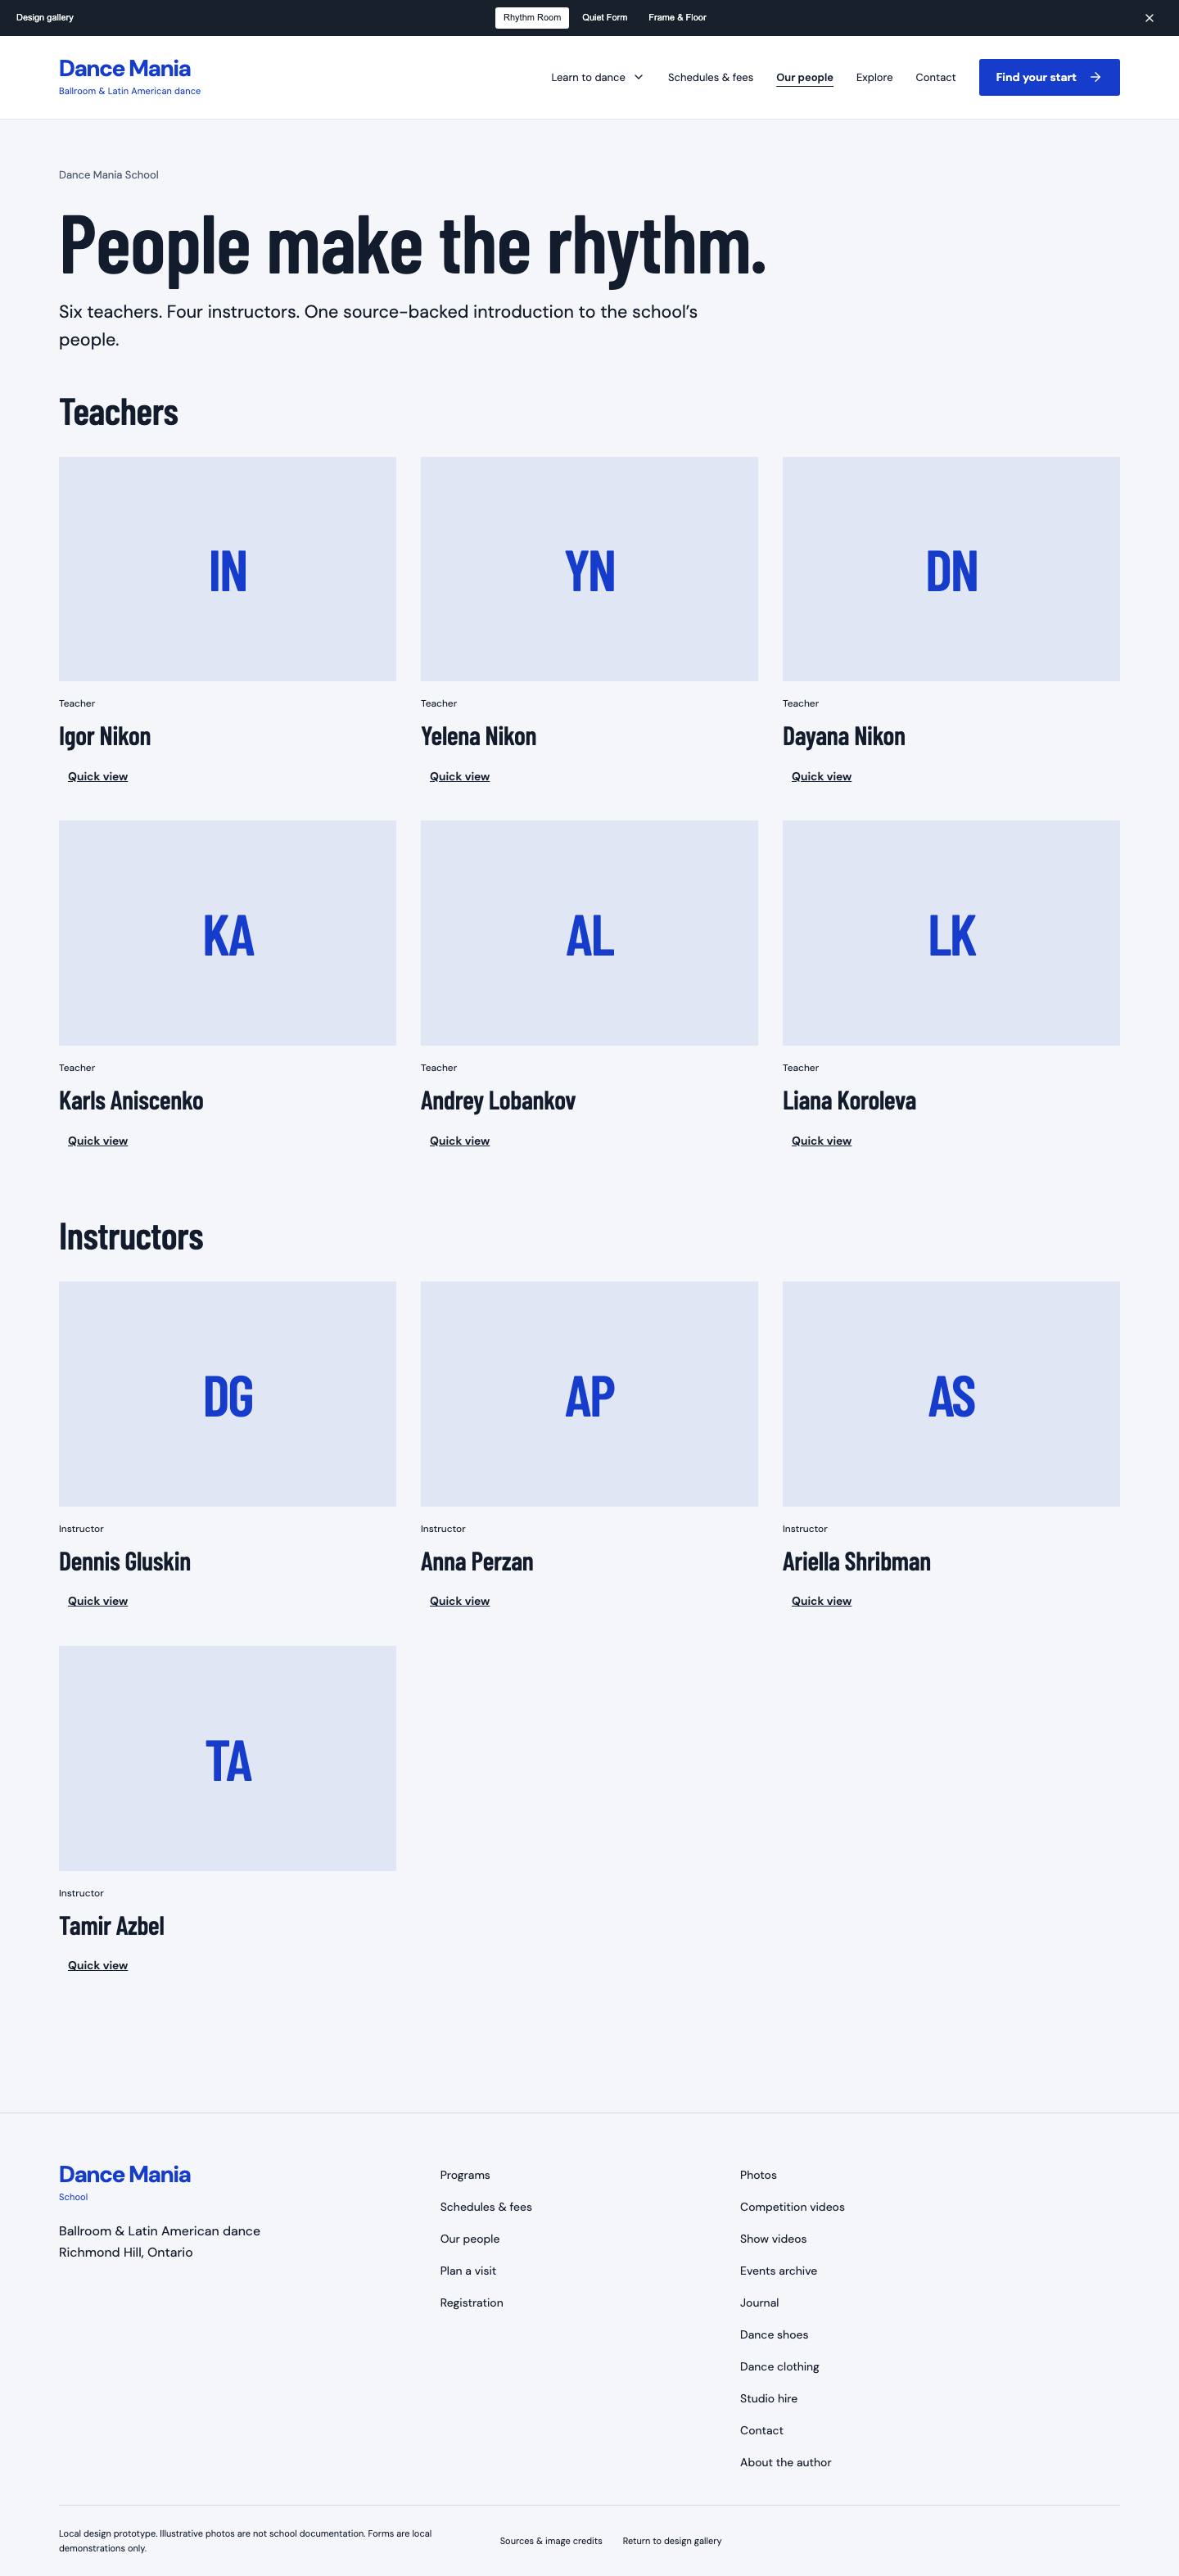 Design gallery
Rhythm Room
Quiet Form
Frame & Floor
Dance Mania
Ballroom & Latin American dance
Learn to dance
Schedules & fees
Our people
Explore
Contact
Find your start
Dance Mania School
People make the rhythm.
Six teachers. Four instructors. One source-backed introduction to the school’s
people.
Teachers
IN
YN
DN
Teacher
Teacher
Teacher
Igor Nikon
Yelena Nikon
Dayana Nikon
Quick view
Quick view
Quick view
KA
AL
LK
Teacher
Teacher
Teacher
Karls Aniscenko
Andrey Lobankov
Liana Koroleva
Quick view
Quick view
Quick view
Instructors
DG
AP
AS
Instructor
Instructor
Instructor
Dennis Gluskin
Anna Perzan
Ariella Shribman
Quick view
Quick view
Quick view
TA
Instructor
Tamir Azbel
Quick view
Dance Mania
School
Ballroom & Latin American dance
Richmond Hill, Ontario
Programs
Schedules & fees
Our people
Plan a visit
Registration
Photos
Competition videos
Show videos
Events archive
Journal
Dance shoes
Dance clothing
Studio hire
Contact
About the author
Local design prototype. Illustrative photos are not school documentation. Forms are local
demonstrations only.
Sources & image credits
Return to design gallery